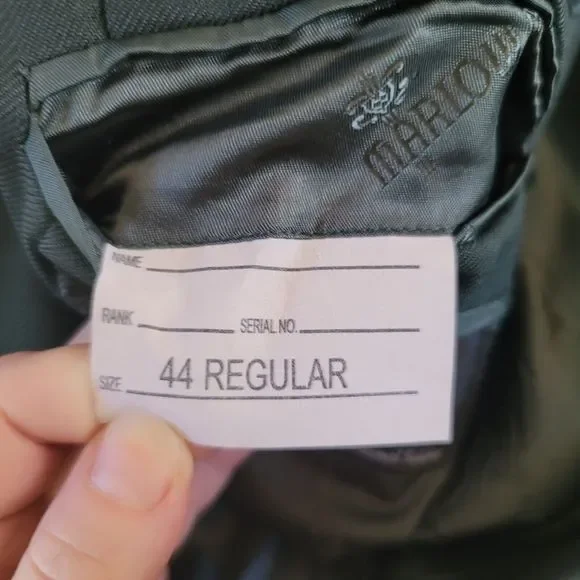 MARLOW
NAME
RANK SERIAL NO.
SIZE 44 REGULAR